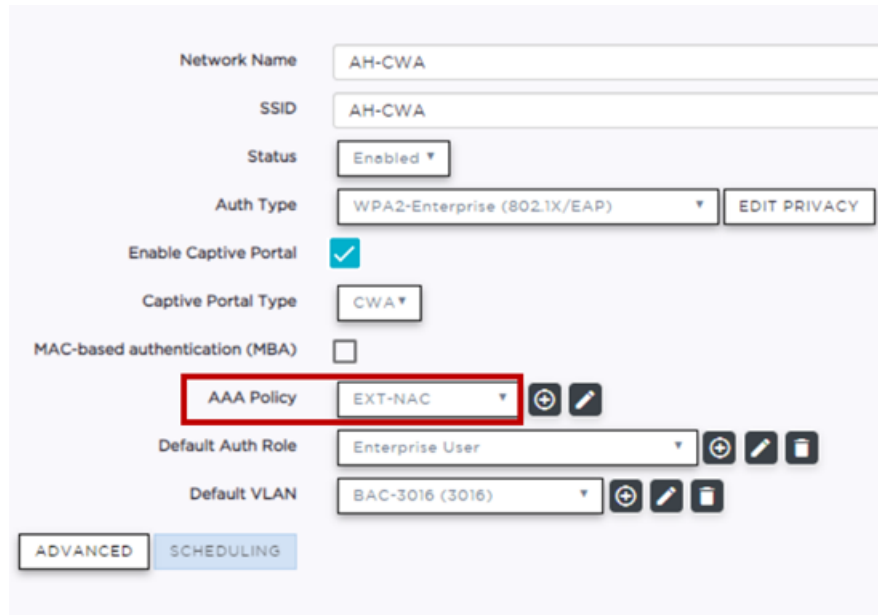 Network Name AH-CWA
SSID AH-CWA
Status Enabled
Auth Type WPA2-Enterprise (802.1X/EAP) EDIT PRIVACY
Enable Captive Portal
Captive Portal Type CWA
MAC-based authentication (MBA)
AAA Policy EXT-NAC
Default Auth Role Enterprise User
Default VLAN BAC-3016 (3016)
ADVANCED SCHEDULING